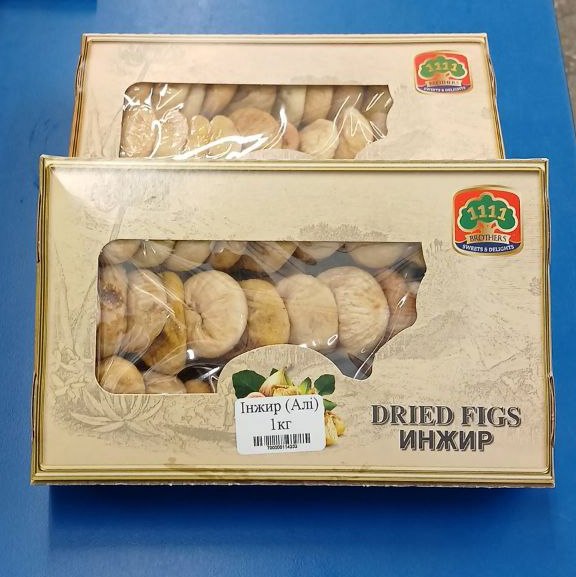 1111
BROTHERS
SWEETS & DELIGHTS
1111
BROTHERS
SWEETS & DELIGHTS
Інжир (Алі)
1кг
DRIED FIGS
ИНЖИР